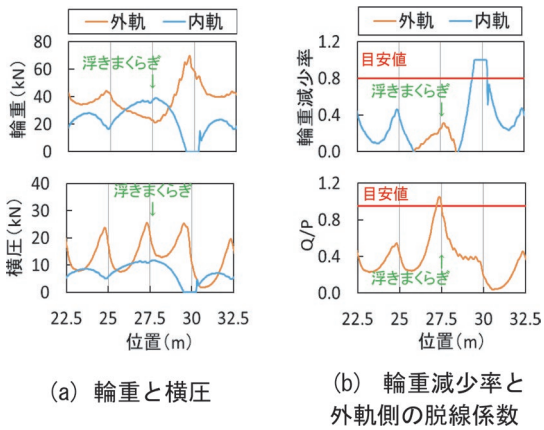 外軌 内軌
輪重(kN)
80
60
40
20
0
浮きまくらぎ
横圧(kN)
40
30
20
10
0
浮きまくらぎ
22.5 25 27.5 30 32.5
位置(m)
(a) 輪重と横圧
外軌 内軌
輪重減少率
1.2
0.8
0.4
0.0
目安値
浮きまくらぎ
Q/P
1.2
0.8
0.4
0.0
目安値
浮きまくらぎ
22.5 25 27.5 30 32.5
位置(m)
(b) 輪重減少率と
外軌側の脱線係数